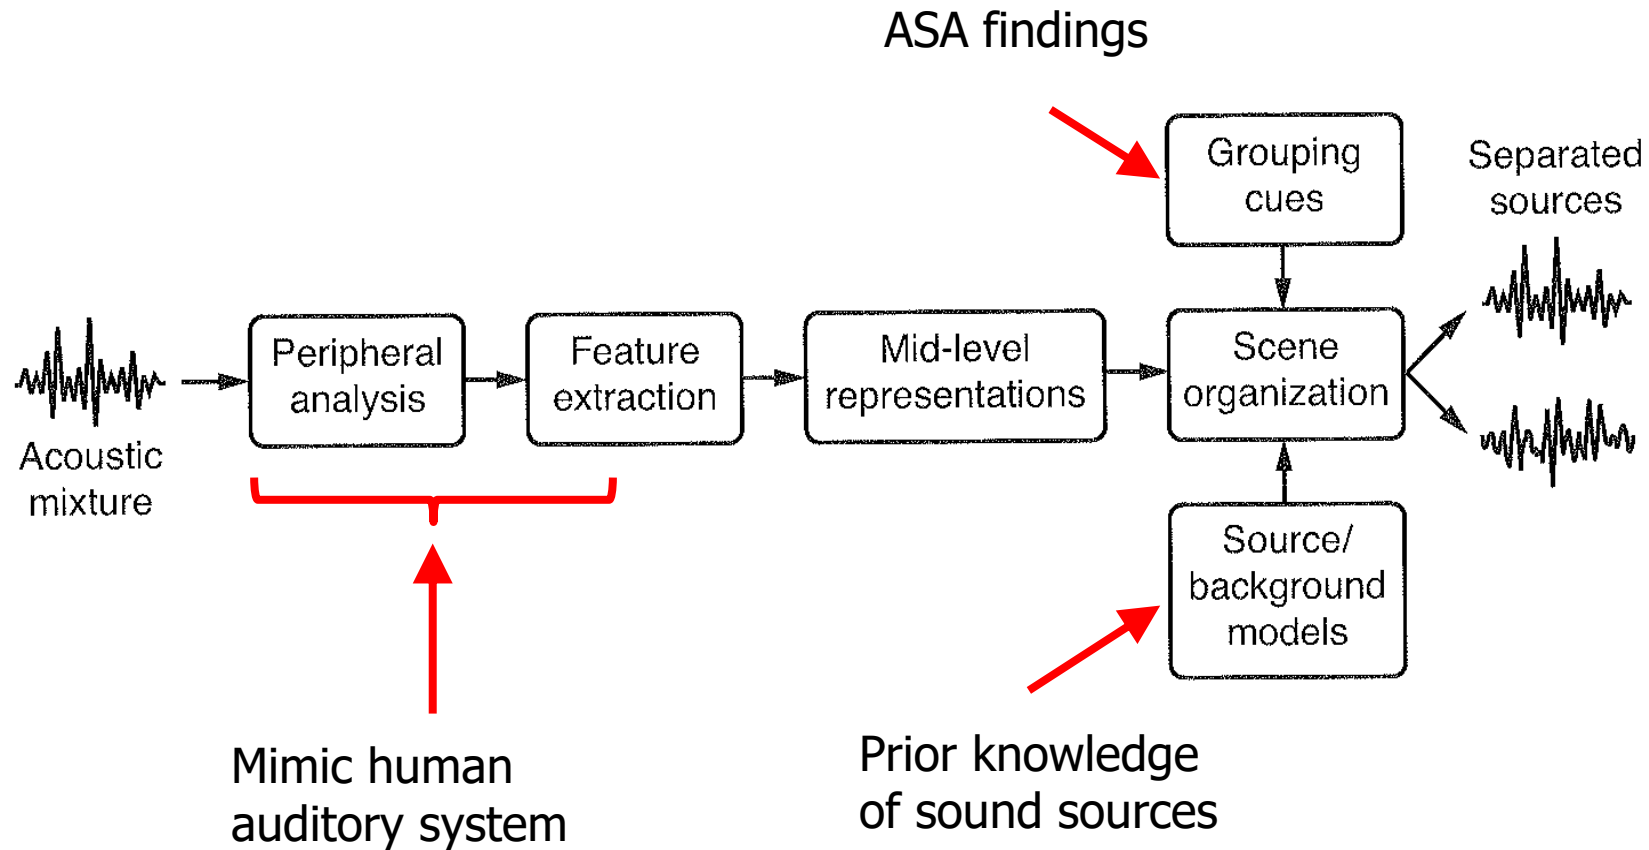 ASA findings
Grouping
cues
Separated
sources
Acoustic
mixture
Peripheral
analysis
Feature
extraction
Mid-level
representations
Scene
organization
Source/
background
models
Mimic human
auditory system
Prior knowledge
of sound sources